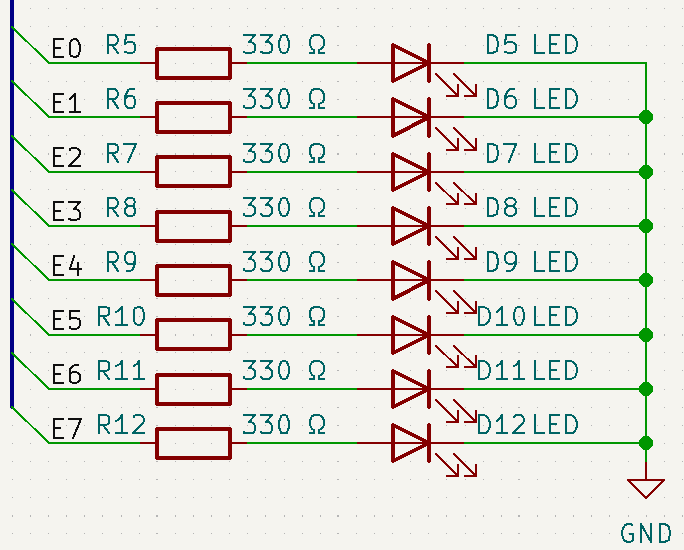 E0 R5 330 Ω D5 LED
E1 R6 330 Ω D6 LED
E2 R7 330 Ω D7 LED
E3 R8 330 Ω D8 LED
E4 R9 330 Ω D9 LED
E5 R10 330 Ω D10 LED
E6 R11 330 Ω D11 LED
E7 R12 330 Ω D12 LED
GND